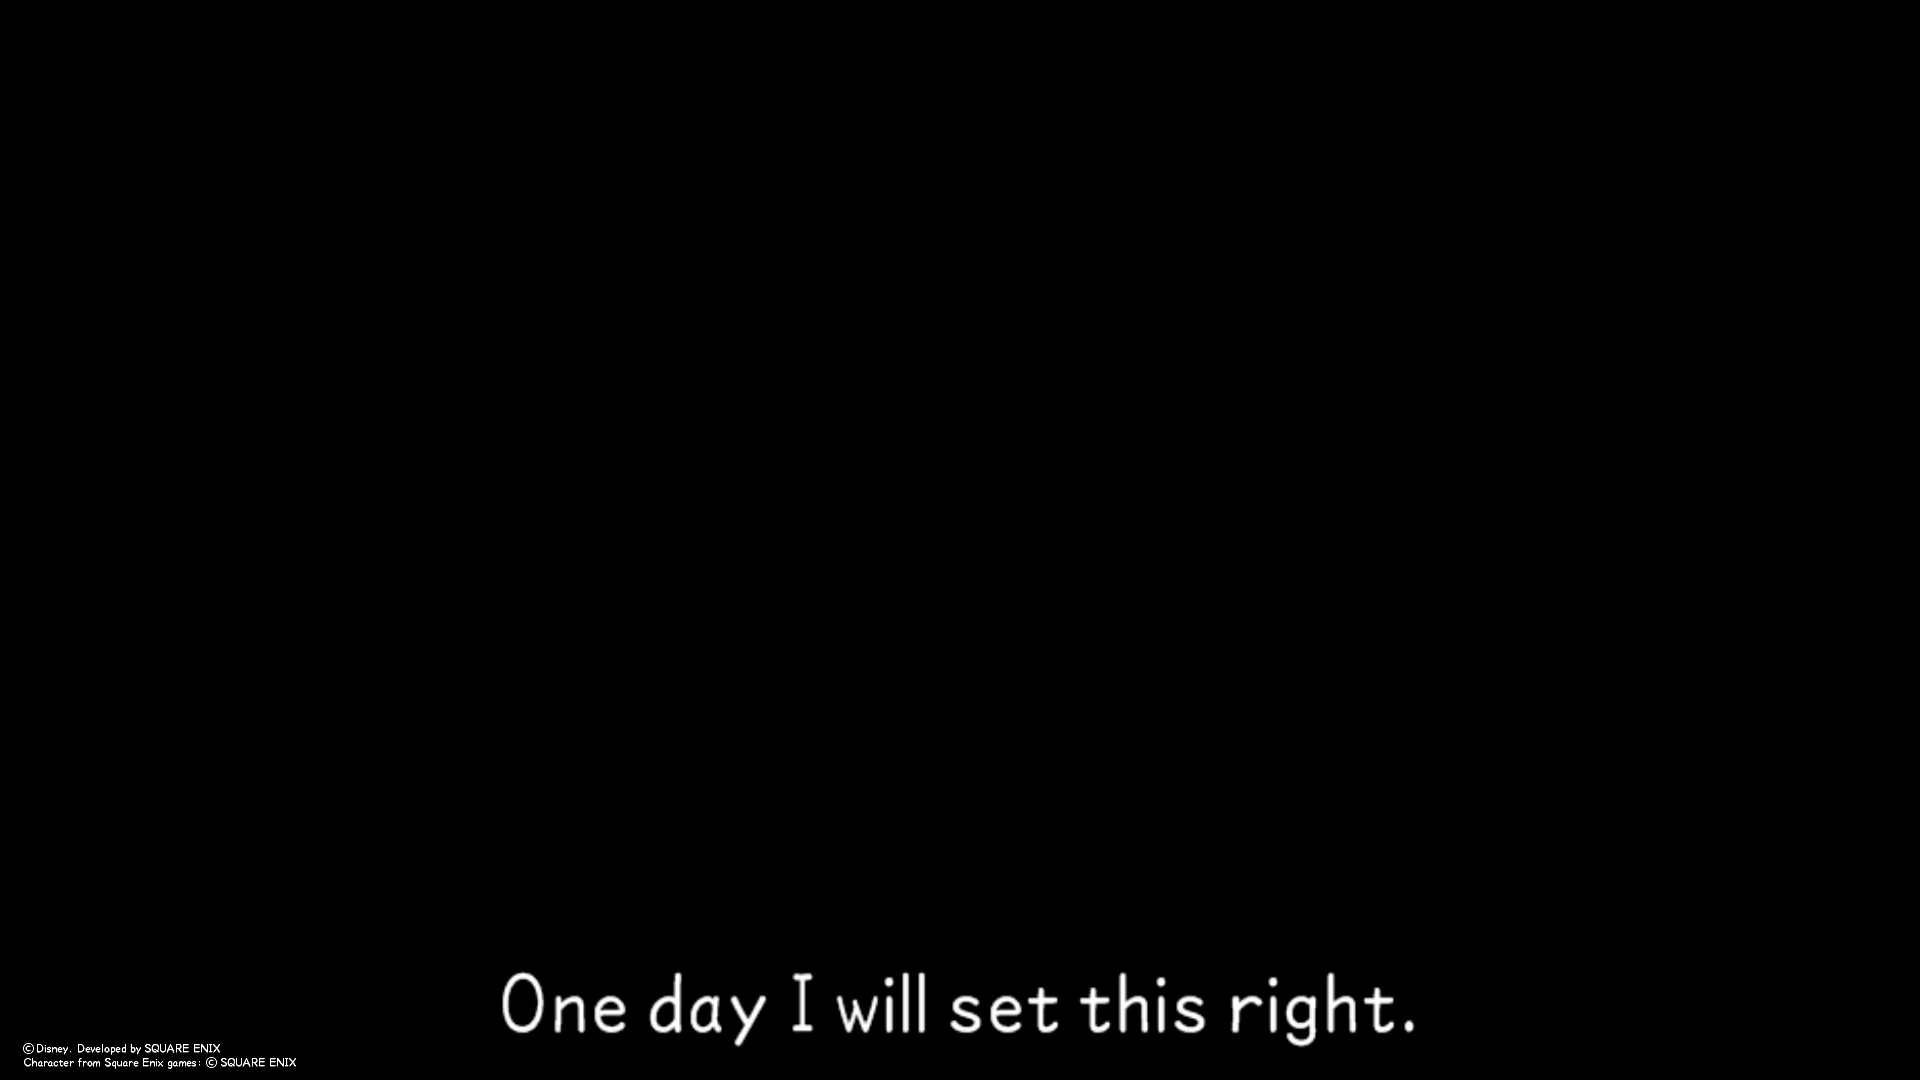 One day I will set this right.
©Disney. Developed by SQUARE ENIX
Character from Square Enix games: © SQUARE ENIX